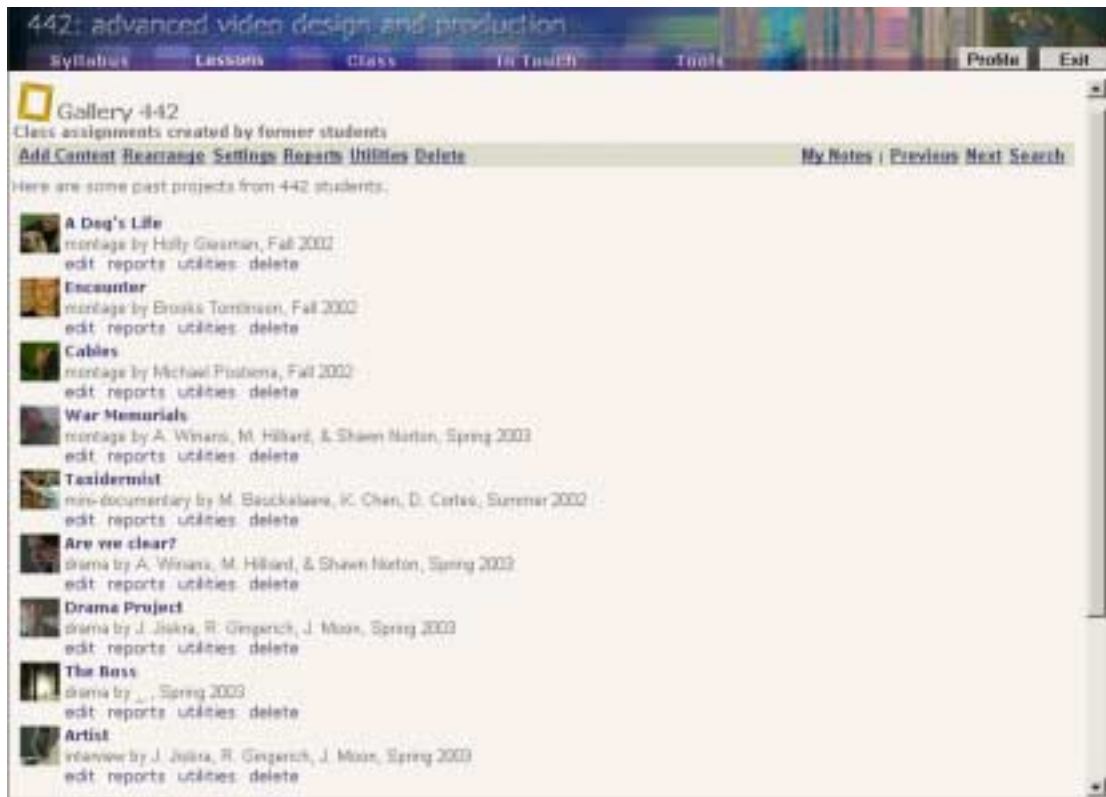 442: advanced video design and production
Syllabus Lessons Class In Touch Tools Profile Exit
Gallery 442
Class assignments created by former students
Add Content Rearrange Settings Reports Utilities Delete My Notes | Previous Next Search
Here are some past projects from 442 students.
A Dog's Life
montage by Holly Fall 2002
edit reports utilities delete
Encounter
montage by Brooks Tomlinson, Fall 2002
edit reports utilities delete
Cables
montage by Michael Fall 2002
edit reports utilities delete
War Memorials
montage by A. Winans, M. Hilliard, & Shawn Norton, Spring 2003
edit reports utilities delete
Taxidermist
mini-documentary by M. K. Chen, D. Cortes, Summer 2002
edit reports utilities delete
Are we clear?
drama by A. Winans, M. Hilliard, & Shawn Norton, Spring 2003
edit reports utilities delete
Drama Project
drama by J. Jiskra, R. Gingerich, J. Moon, Spring 2003
edit reports utilities delete
The Boss
drama by _ , Spring 2003
edit reports utilities delete
Artist
interview by J. Jiskra, R. Gingerich, J. Moon, Spring 2003
edit reports utilities delete